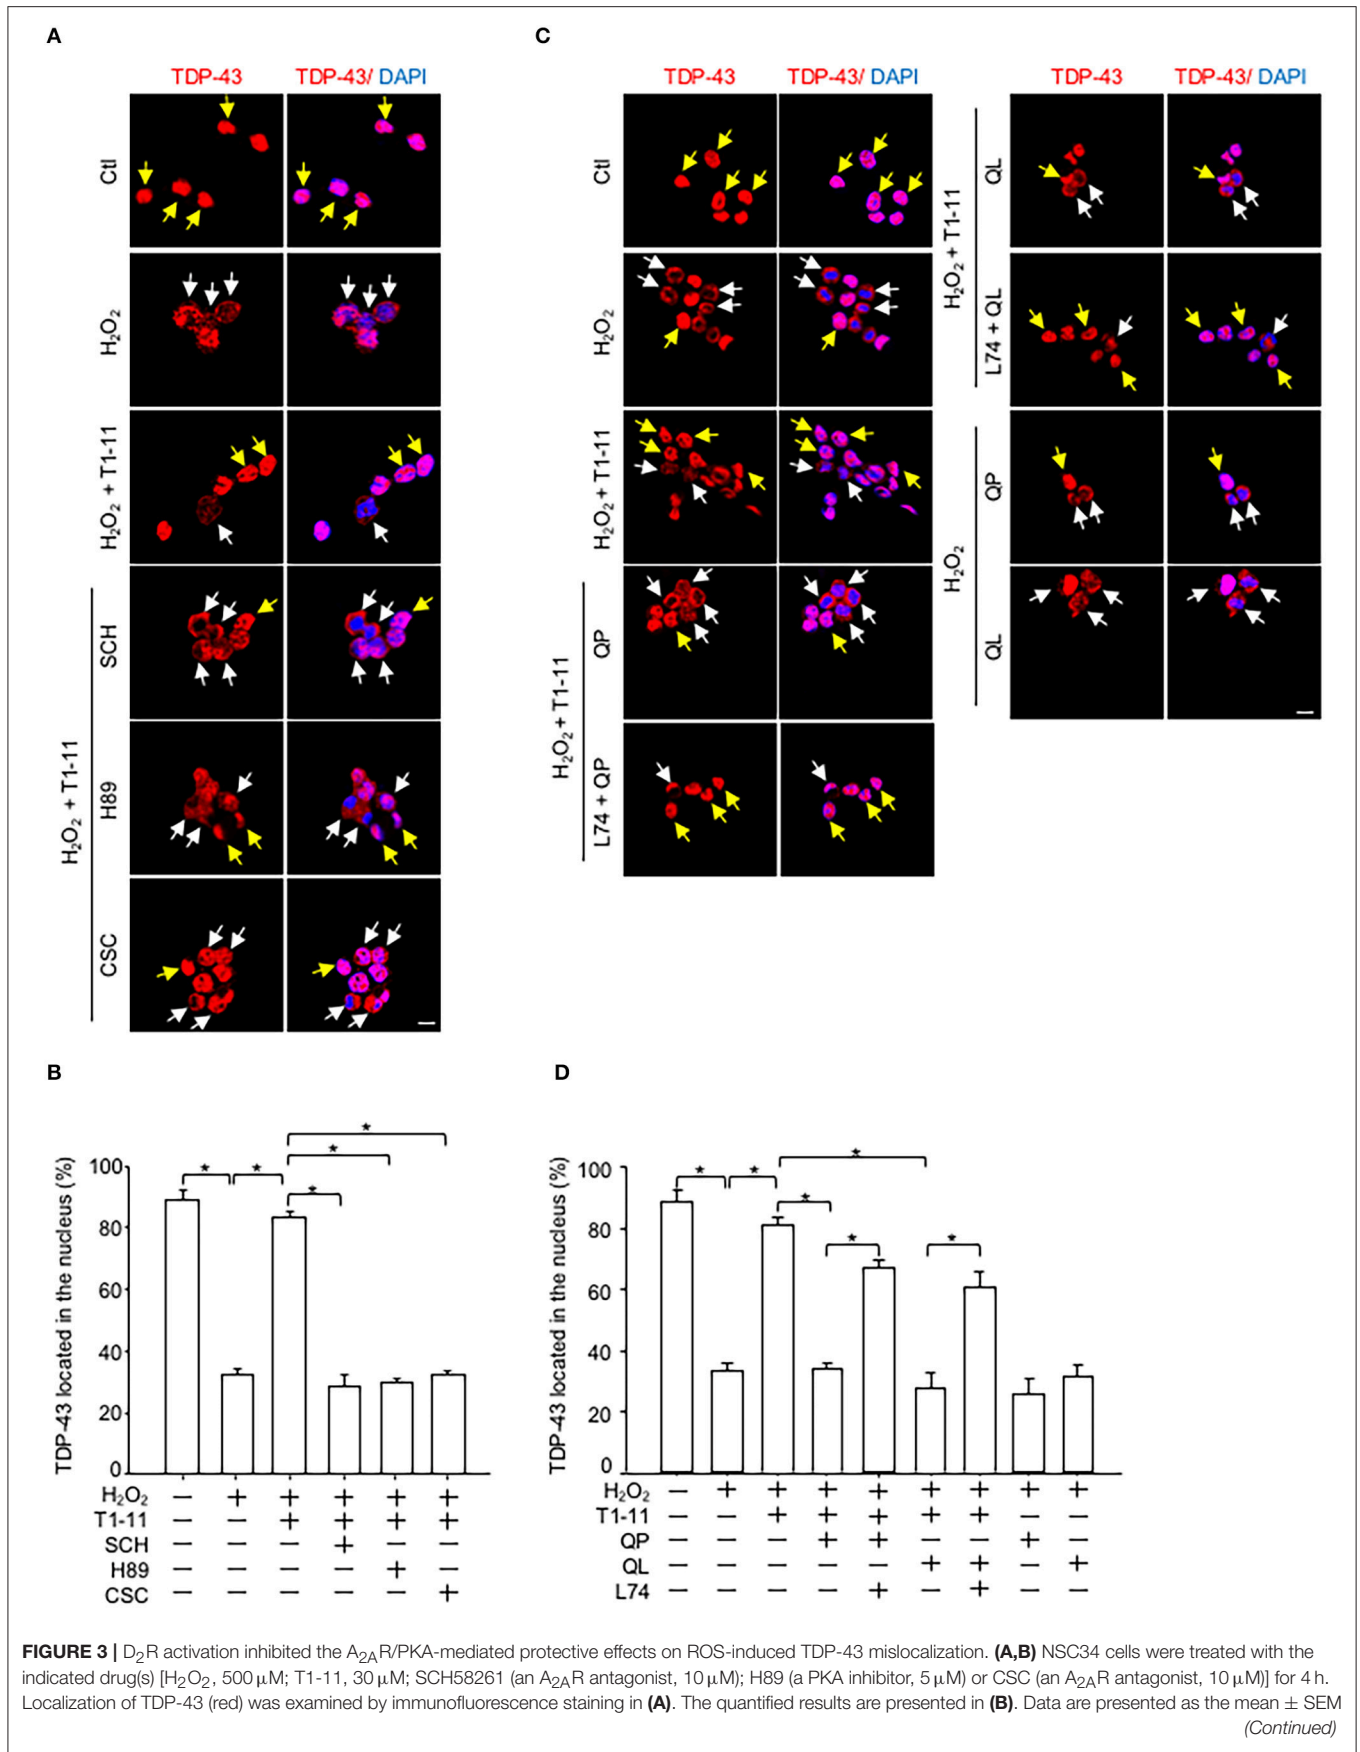 A
TDP-43 TDP-43/ DAPI
Ctl
H₂O₂
H₂O₂ + T1-11
H₂O₂ + T1-11
SCH
H89
CSC
C
TDP-43 TDP-43/ DAPI
Ctl
H₂O₂
H₂O₂ + T1-11
H₂O₂ + T1-11
QP
L74 + QP
TDP-43 TDP-43/ DAPI
H₂O₂ + T1-11
QL
L74 + QL
H₂O₂
QP
QL
B
TDP-43 located in the nucleus (%)
100
80
60
40
20
0
* * * * *
H₂O₂ — + + + + +
T1-11 — — + + + +
SCH — — — + — —
H89 — — — — + —
CSC — — — — — +
D
TDP-43 located in the nucleus (%)
100
80
60
40
20
0
* * * * * *
H₂O₂ — + + + + + + + +
T1-11 — — + + + + + — —
QP — — — + + — — + —
QL — — — — — + + — +
L74 — — — — + — + — —
FIGURE 3 | D₂R activation inhibited the A₂AR/PKA-mediated protective effects on ROS-induced TDP-43 mislocalization. (A,B) NSC34 cells were treated with the
indicated drug(s) [H₂O₂, 500 μM; T1-11, 30 μM; SCH58261 (an A₂AR antagonist, 10 μM); H89 (a PKA inhibitor, 5 μM) or CSC (an A₂AR antagonist, 10 μM)] for 4 h.
Localization of TDP-43 (red) was examined by immunofluorescence staining in (A). The quantified results are presented in (B). Data are presented as the mean ± SEM
(Continued)